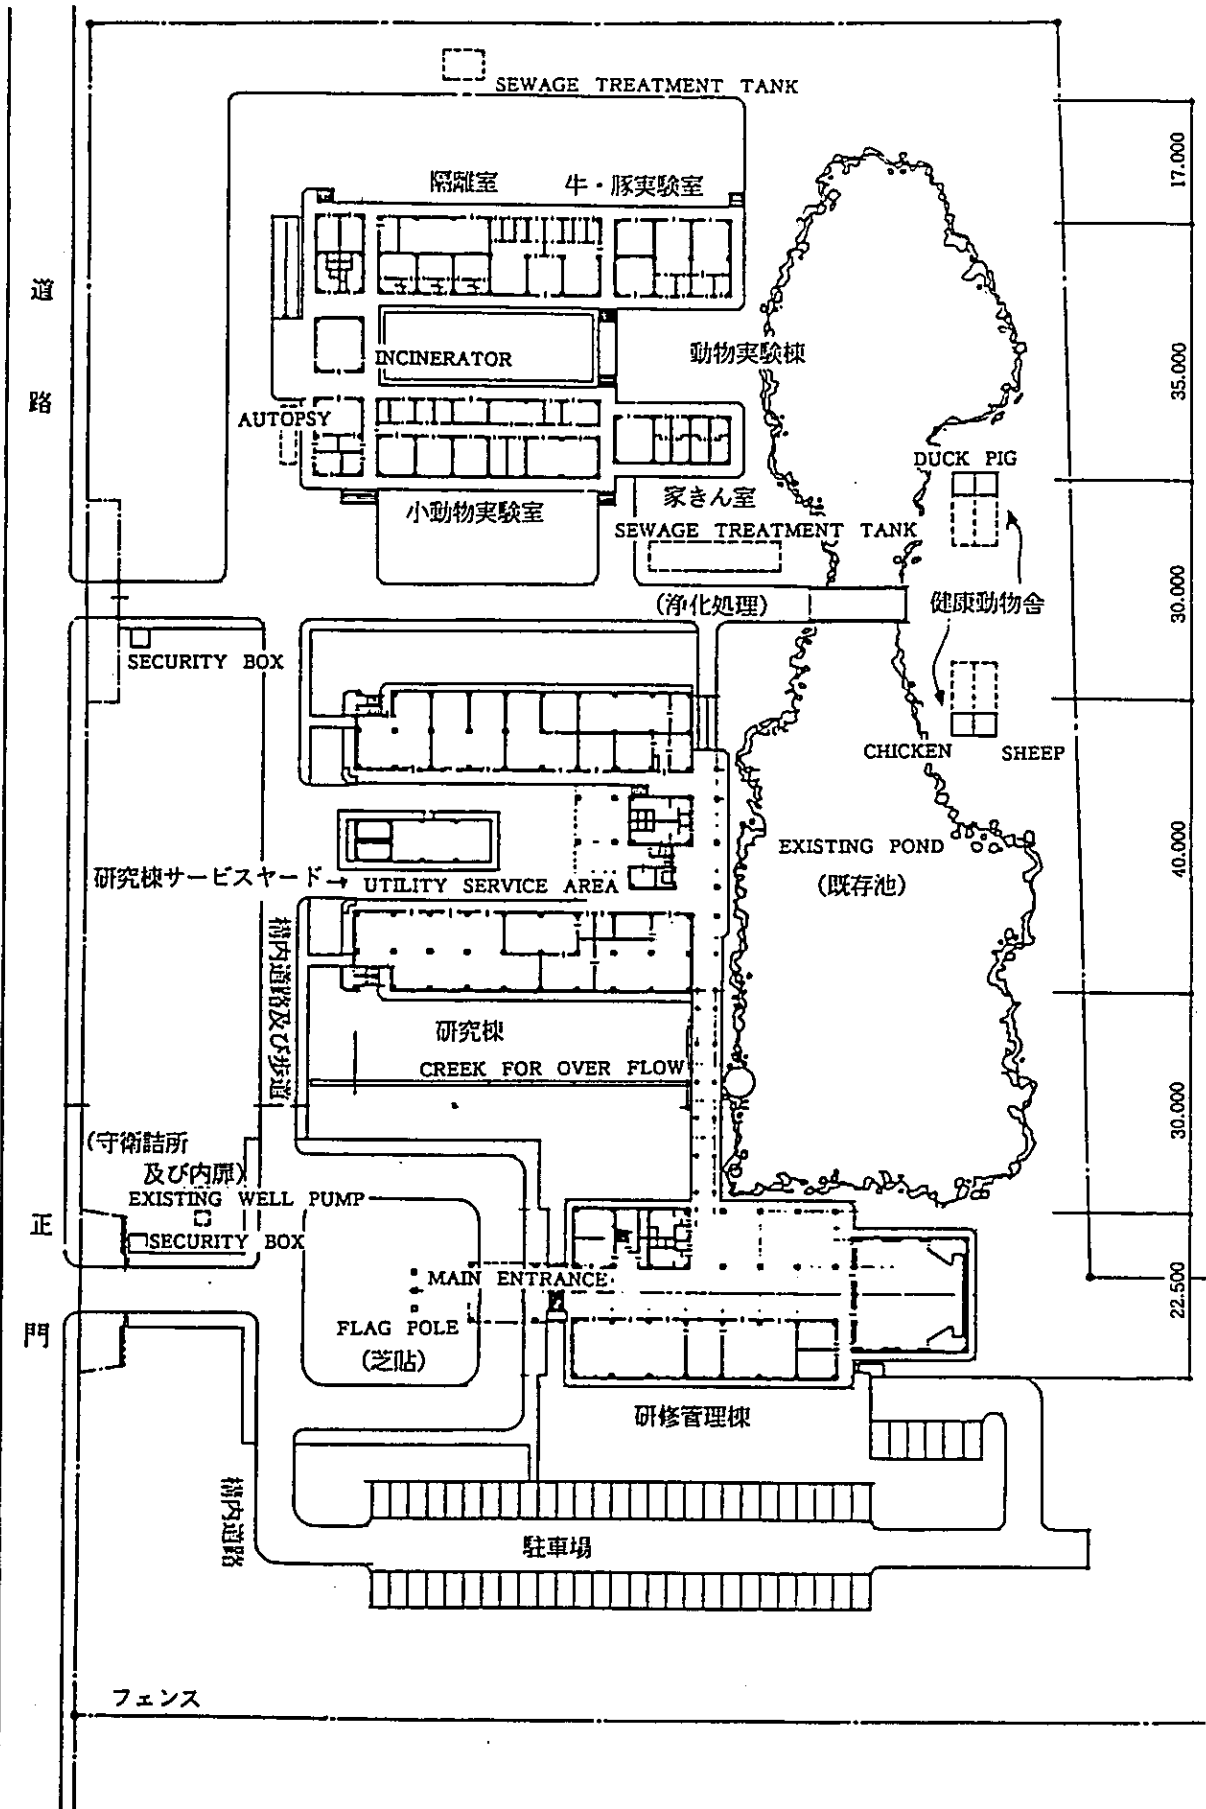 SEWAGE TREATMENT TANK
17.000
隔離室
牛・豚実験室
道路
INCINERATOR
動物実験棟
35.000
AUTOPSY
DUCK PIG
小動物実験室
家きん室
SEWAGE TREATMENT TANK
(浄化処理)
健康動物舎
30.000
SECURITY BOX
CHICKEN
SHEEP
EXISTING POND
(既存池)
40.000
研究棟サービスヤード
UTILITY SERVICE AREA
構内道路及び歩道
研究棟
CREEK FOR OVER FLOW
30.000
(守衛詰所
及び内扉)
EXISTING WELL PUMP
正門
SECURITY BOX
MAIN ENTRANCE
22.500
FLAG POLE
(芝貼)
研修管理棟
構内道路
駐車場
フェンス